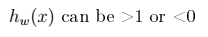 h_w(x) can be >1 or <0